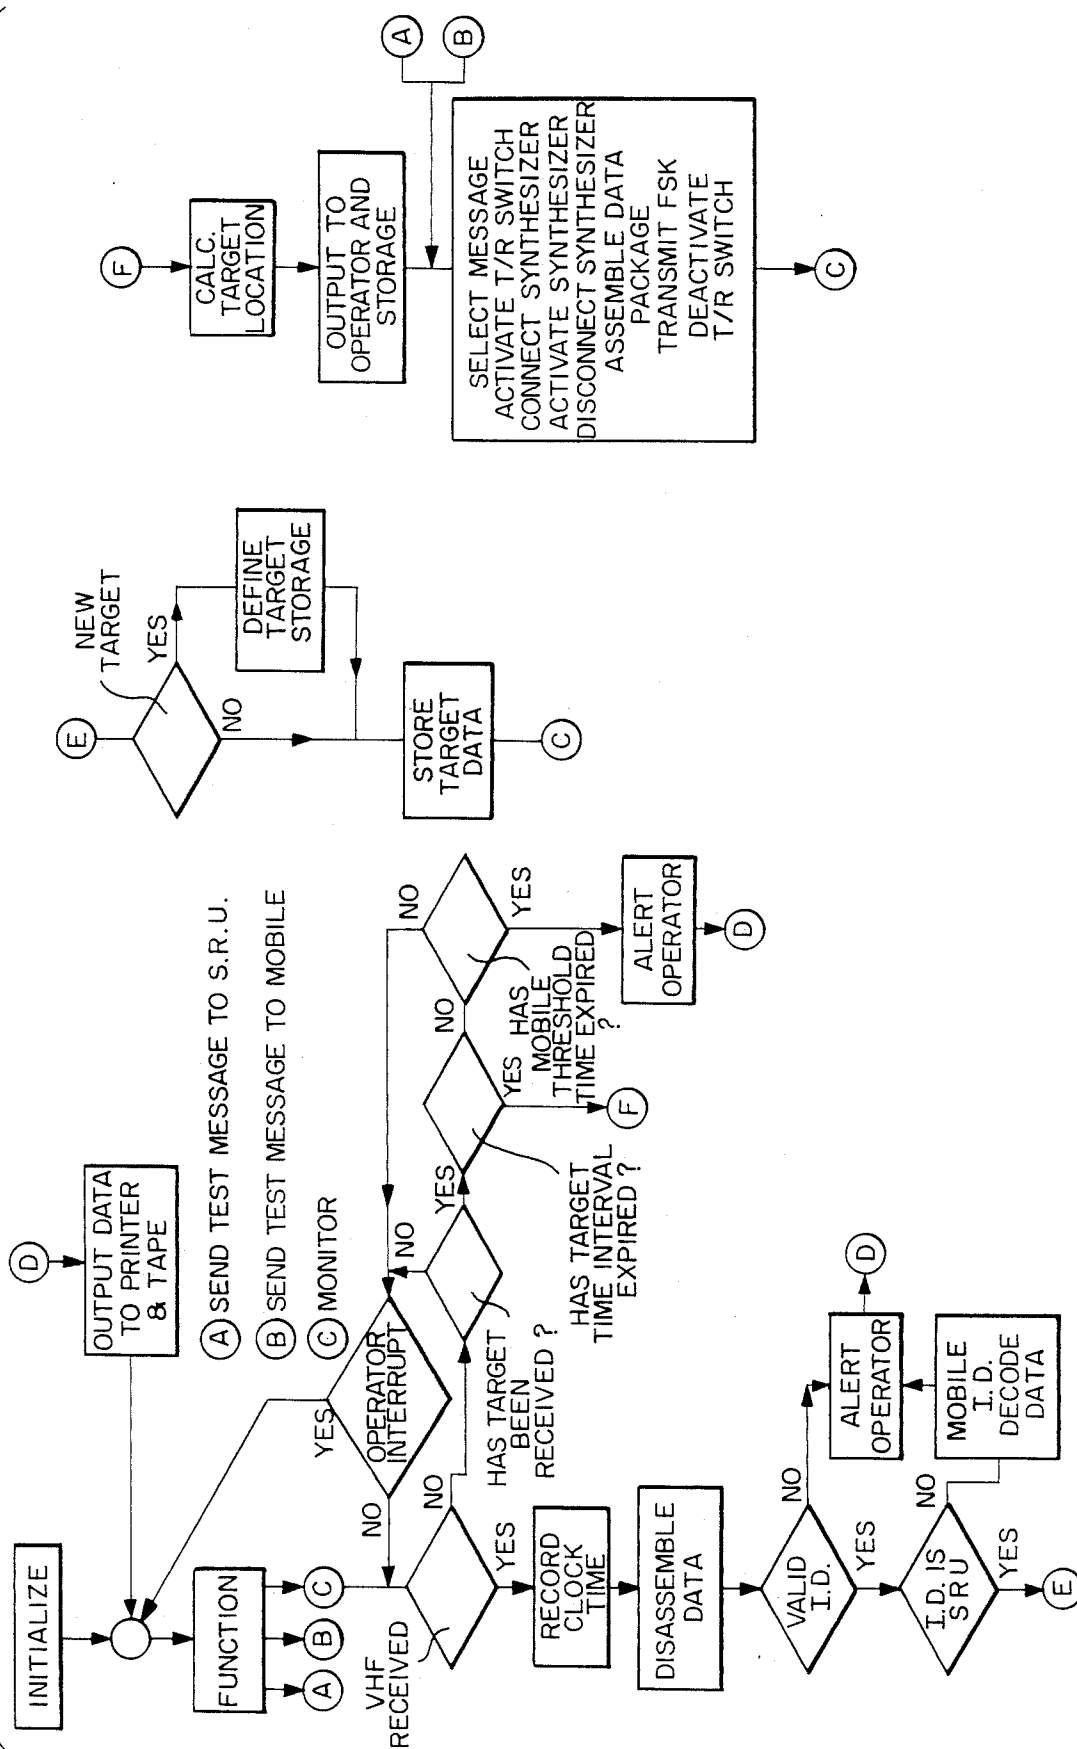 INITIALIZE
FUNCTION
A
B
C
D
OUTPUT DATA
TO PRINTER
& TAPE
A SEND TEST MESSAGE TO S.R.U.
B SEND TEST MESSAGE TO MOBILE
C MONITOR
YES
OPERATOR
INTERRUPT
NO
NO
NO
VHF
RECEIVED
NO
YES
HAS TARGET
BEEN
RECEIVED ?
YES
HAS TARGET
TIME INTERVAL
EXPIRED ?
NO
YES
F
HAS
MOBILE
THRESHOLD
TIME EXPIRED
?
YES
ALERT
OPERATOR
D
RECORD
CLOCK
TIME
DISASSEMBLE
DATA
VALID
I.D.
NO
YES
ALERT
OPERATOR
D
I.D. IS
SRU
NO
YES
MOBILE
I.D.
DECODE
DATA
E
E
NEW
TARGET
YES
NO
DEFINE
TARGET
STORAGE
STORE
TARGET
DATA
C
F
CALC.
TARGET
LOCATION
OUTPUT TO
OPERATOR AND
STORAGE
A
B
SELECT MESSAGE
ACTIVATE T/R SWITCH
CONNECT SYNTHESIZER
ACTIVATE SYNTHESIZER
DISCONNECT SYNTHESIZER
ASSEMBLE DATA
PACKAGE
TRANSMIT FSK
DEACTIVATE
T/R SWITCH
C